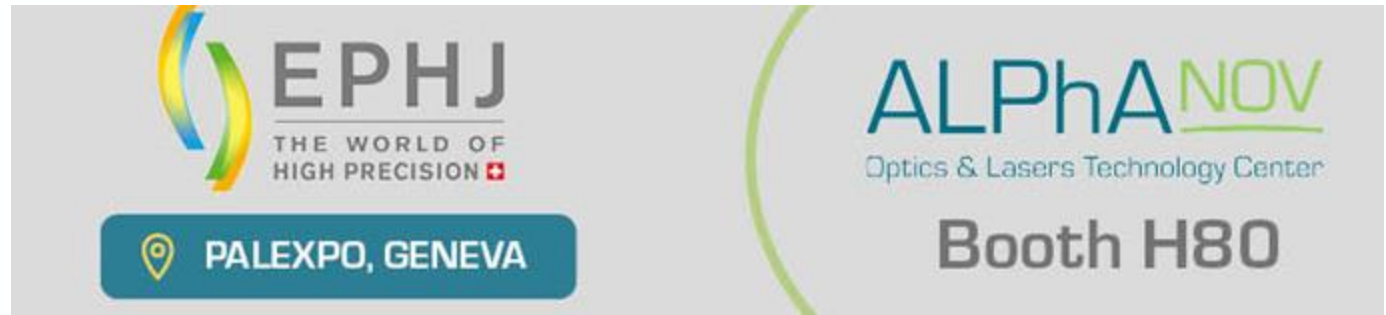 EPHJ
THE WORLD OF
HIGH PRECISION
PALEXPO, GENEVA
ALPhANOV
Optics & Lasers Technology Center
Booth H80